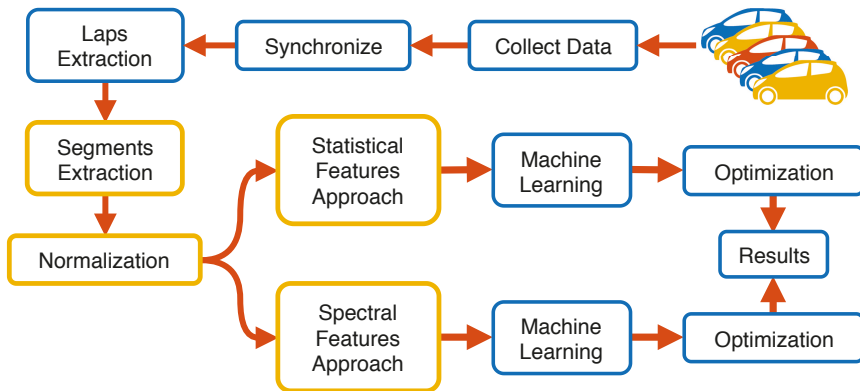 Laps
Extraction
Synchronize
Collect Data
Segments
Extraction
Statistical
Features
Approach
Machine
Learning
Optimization
Normalization
Results
Spectral
Features
Approach
Machine
Learning
Optimization